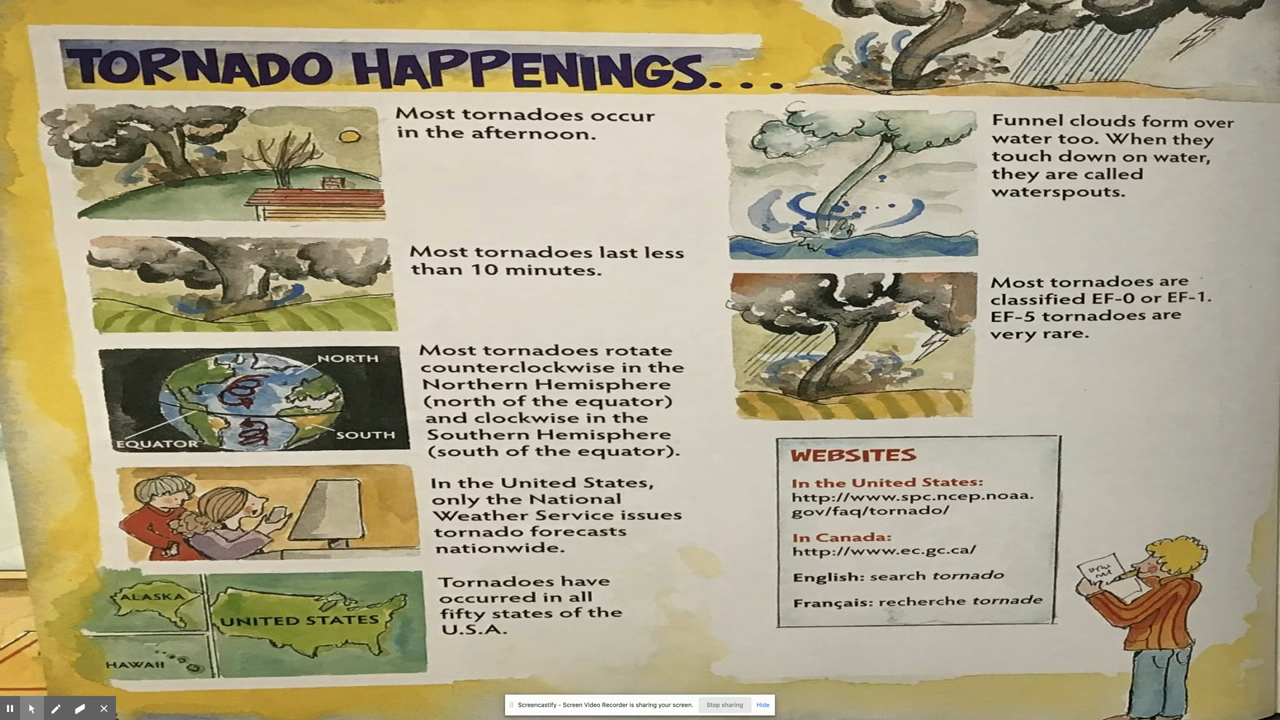 TORNADO HAPPENINGS...
Most tornadoes occur
in the afternoon.
Most tornadoes last less
than 10 minutes.
NORTH
EQUATOR
SOUTH
Most tornadoes rotate
counterclockwise in the
Northern Hemisphere
(north of the equator)
and clockwise in the
Southern Hemisphere
(south of the equator).
In the United States,
only the National
Weather Service issues
tornado forecasts
nationwide.
ALASKA
UNITED STATES
HAWAII
Tornadoes have
occurred in all
fifty states of the
U.S.A.
Funnel clouds form over
water too. When they
touch down on water,
they are called
waterspouts.
Most tornadoes are
classified EF-0 or EF-1.
EF-5 tornadoes are
very rare.
WEBSITES
In the United States:
http://www.spc.ncep.noaa.
gov/faq/tornado/
In Canada:
http://www.ec.gc.ca/
English: search tornado
Français: recherche tornade
Screencastify - Screen Video Recorder is sharing your screen.
Stop sharing
Hide